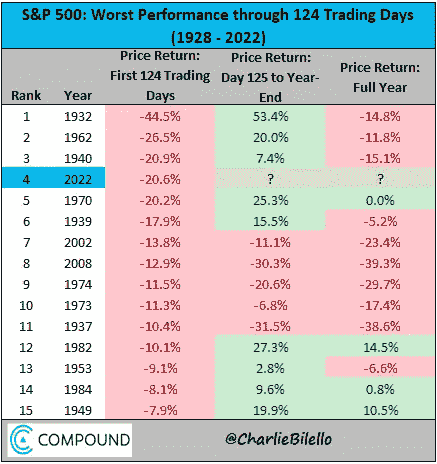 S&P 500: Worst Performance through 124 Trading Days
(1928 - 2022)
Rank Year Price Return: First 124 Trading Days Price Return: Day 125 to Year-End Price Return: Full Year
1 1932 -44.5% 53.4% -14.8%
2 1962 -26.5% 20.0% -11.8%
3 1940 -20.9% 7.4% -15.1%
4 2022 -20.6% ? ?
5 1970 -20.2% 25.3% 0.0%
6 1939 -17.9% 15.5% -5.2%
7 2002 -13.8% -11.1% -23.4%
8 2008 -12.9% -30.3% -39.3%
9 1974 -11.5% -20.6% -29.7%
10 1973 -11.3% -6.8% -17.4%
11 1937 -10.4% -31.5% -38.6%
12 1982 -10.1% 27.3% 14.5%
13 1953 -9.1% 2.8% -6.6%
14 1984 -8.1% 9.6% 0.8%
15 1949 -7.9% 19.9% 10.5%
COMPOUND @CharlieBilello